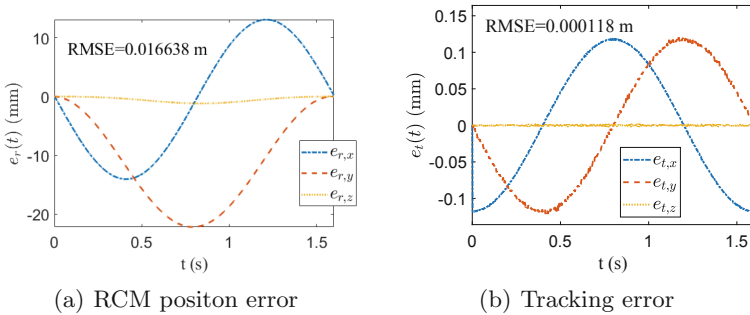 RMSE=0.016638 m
10
0
-10
-20
e_r(t) (mm)
e_{r,x}
e_{r,y}
e_{r,z}
0
0.5
1
1.5
t (s)
(a) RCM positon error
RMSE=0.000118 m
0.15
0.1
0.05
0
-0.05
-0.1
e_t(t) (mm)
e_{t,x}
e_{t,y}
e_{t,z}
0
0.5
1
1.5
t (s)
(b) Tracking error